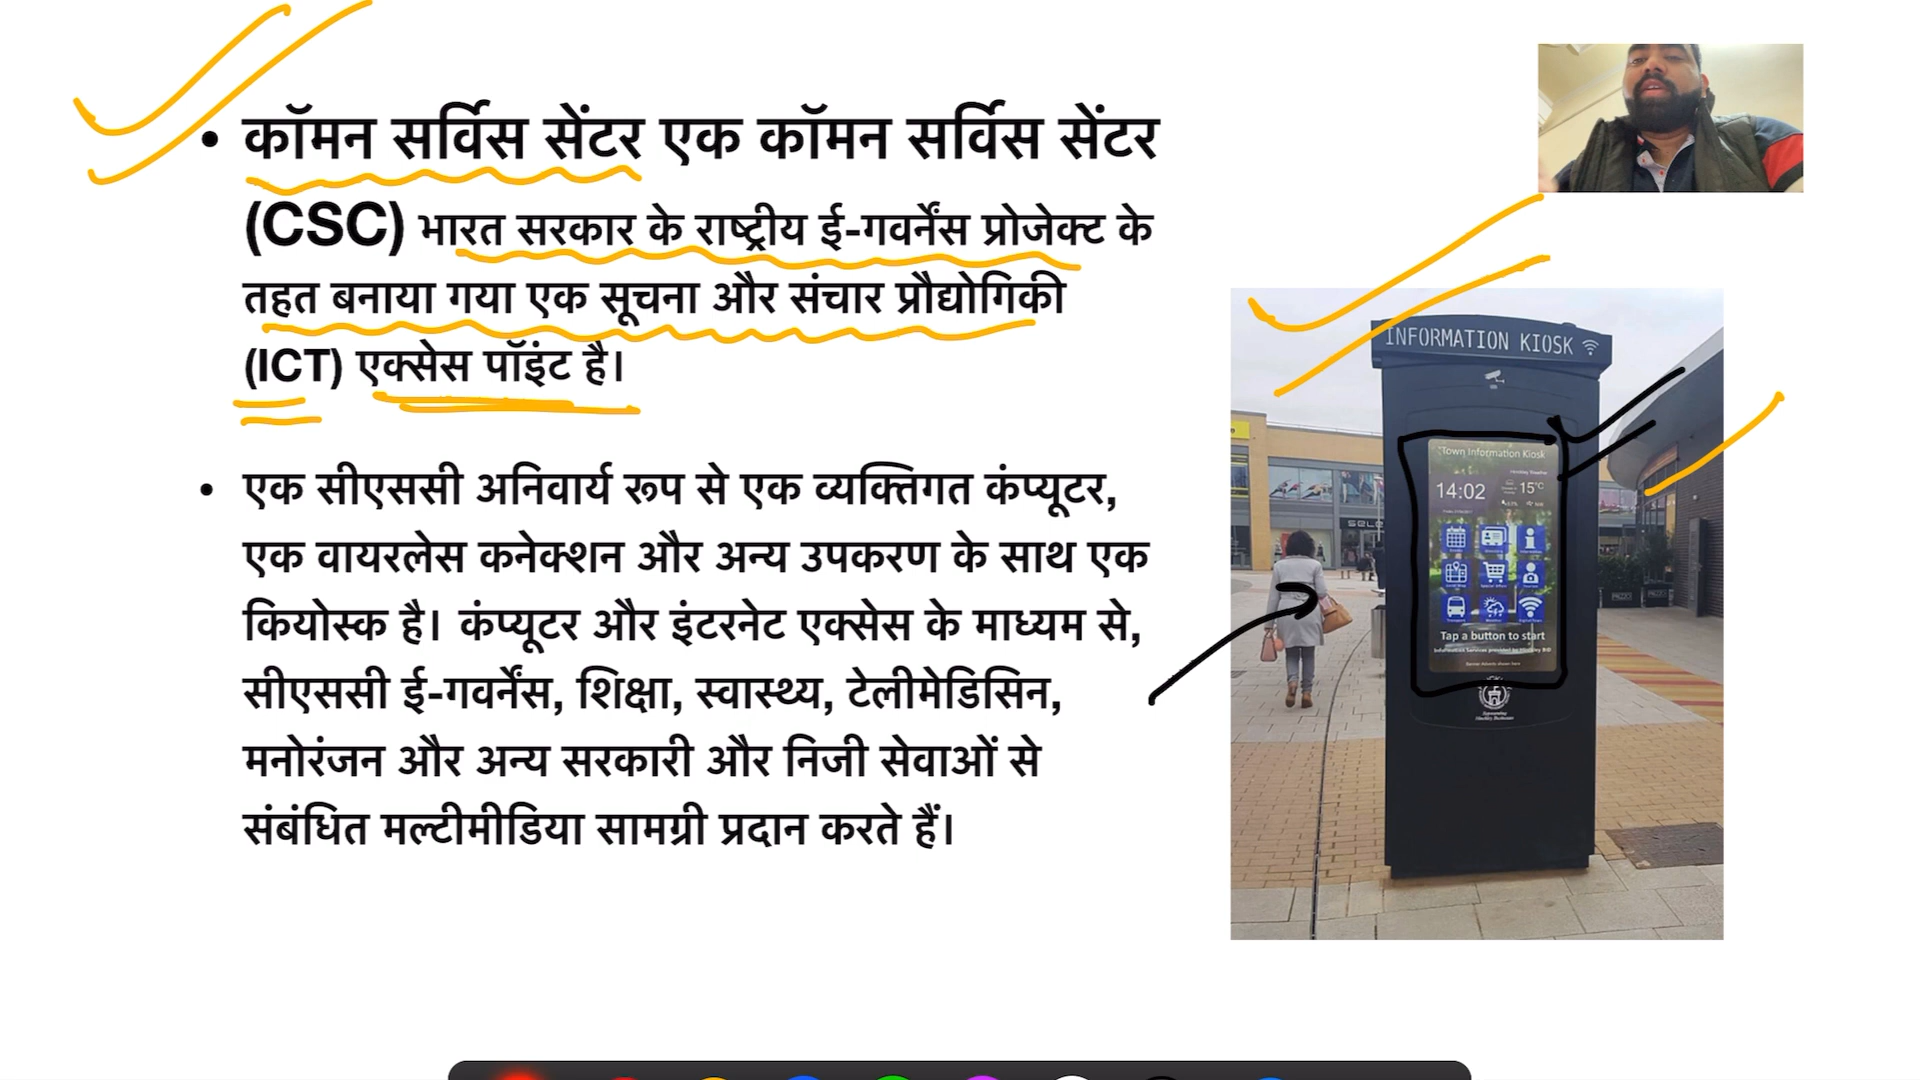 • कॉमन सर्विस सेंटर एक कॉमन सर्विस सेंटर
(CSC) भारत सरकार के राष्ट्रीय ई-गवर्नेंस प्रोजेक्ट के
तहत बनाया गया एक सूचना और संचार प्रौद्योगिकी
(ICT) एक्सेस पॉइंट है।
• एक सीएससी अनिवार्य रूप से एक व्यक्तिगत कंप्यूटर,
एक वायरलेस कनेक्शन और अन्य उपकरण के साथ एक
कियोस्क है। कंप्यूटर और इंटरनेट एक्सेस के माध्यम से,
सीएससी ई-गवर्नेंस, शिक्षा, स्वास्थ्य, टेलीमेडिसिन,
मनोरंजन और अन्य सरकारी और निजी सेवाओं से
संबंधित मल्टीमीडिया सामग्री प्रदान करते हैं।
INFORMATION KIOSK
Town Information Kiosk
14:02
15°C
SELE
Tap a button to start